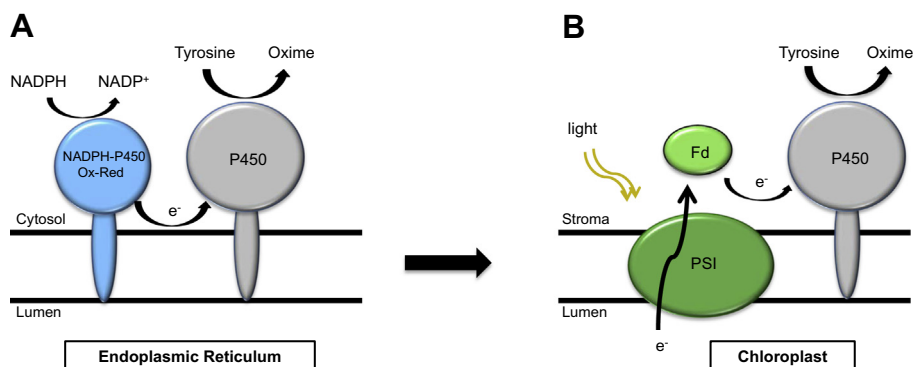 A
Tyrosine Oxime
NADPH NADP⁺
NADPH-P450
Ox-Red
P450
e⁻
Cytosol
Lumen
Endoplasmic Reticulum
B
Tyrosine Oxime
light
Fd
P450
e⁻
Stroma
PSI
Lumen
e⁻
Chloroplast